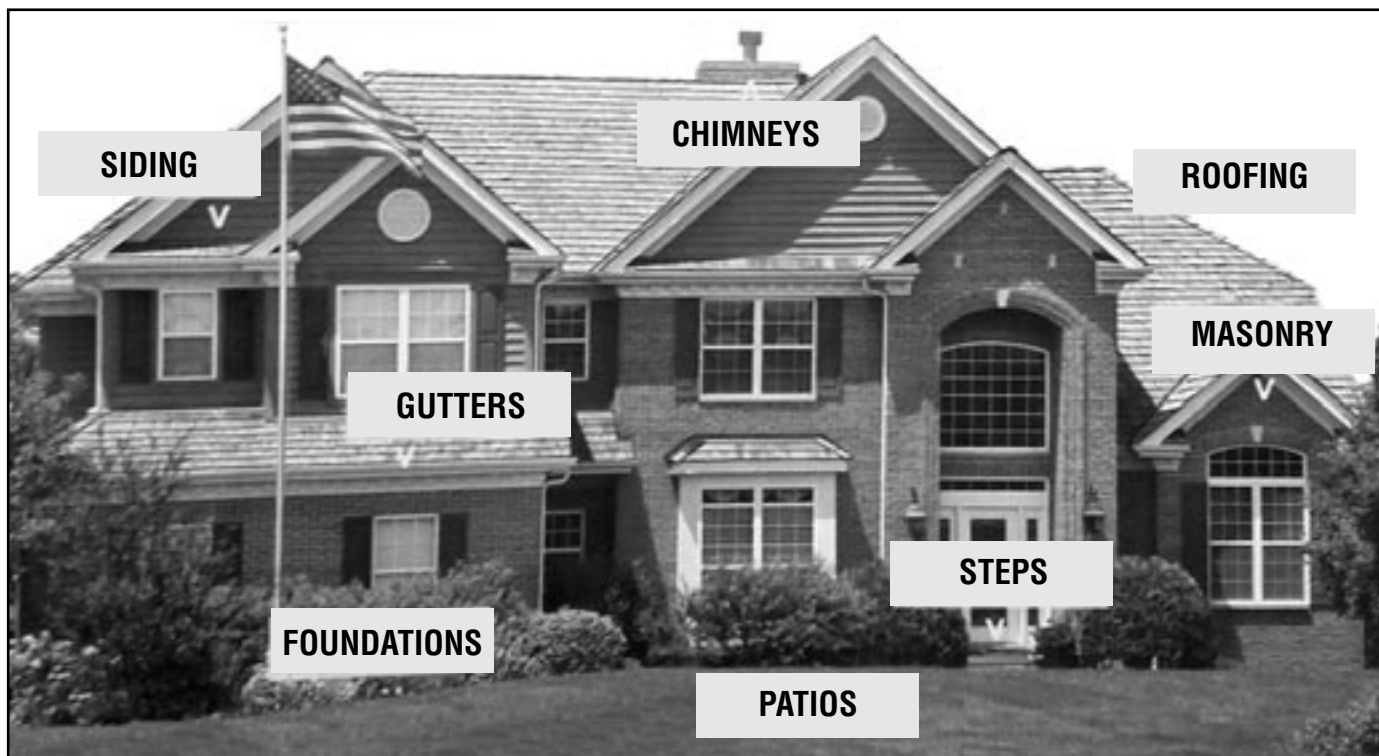 CHIMNEYS
SIDING
ROOFING
MASONRY
GUTTERS
STEPS
FOUNDATIONS
PATIOS